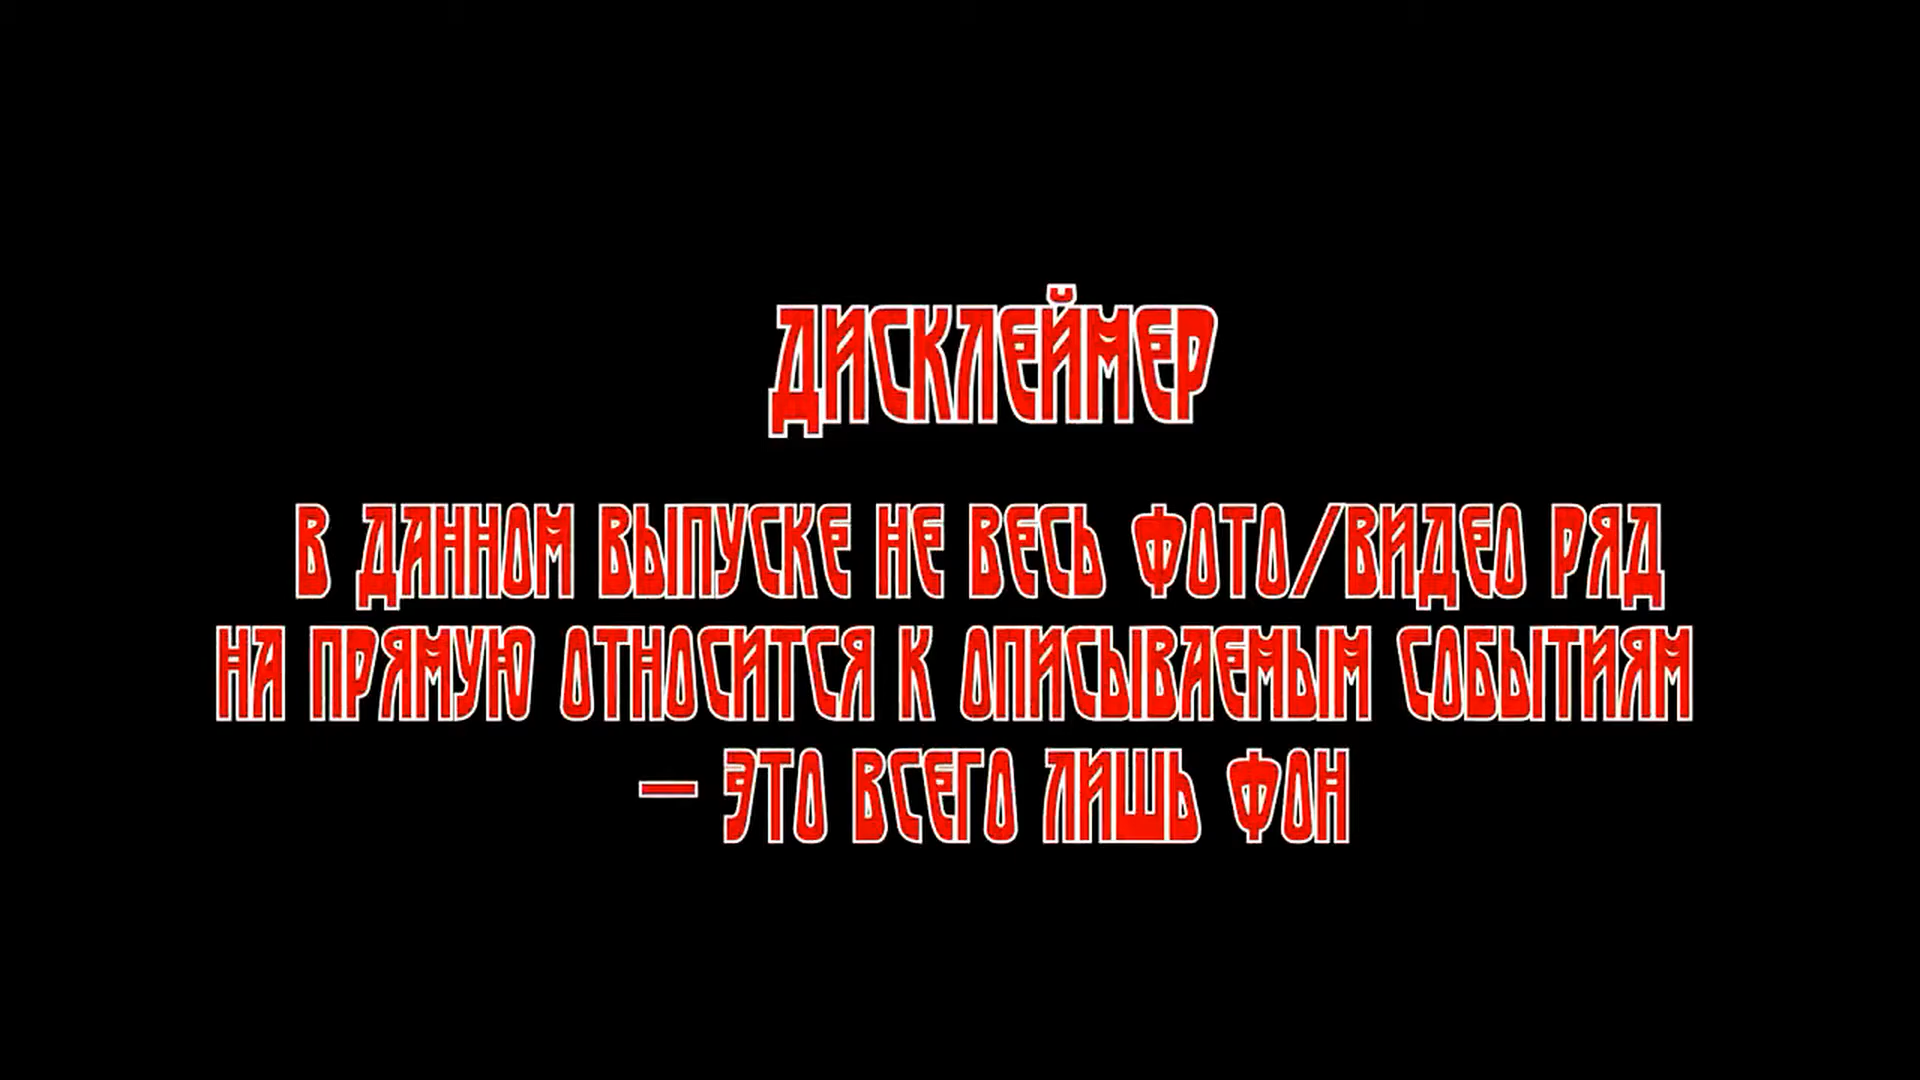 ДИСКЛЕЙМЕР
В ДАННОМ ВЫПУСКЕ НЕ ВЕСЬ ФОТО/ВИДЕО РЯД
НА ПРЯМУЮ ОТНОСИТСЯ К ОПИСЫВАЕМЫМ СОБЫТИЯМ
— ЭТО ВСЕГО ЛИШЬ ФОН